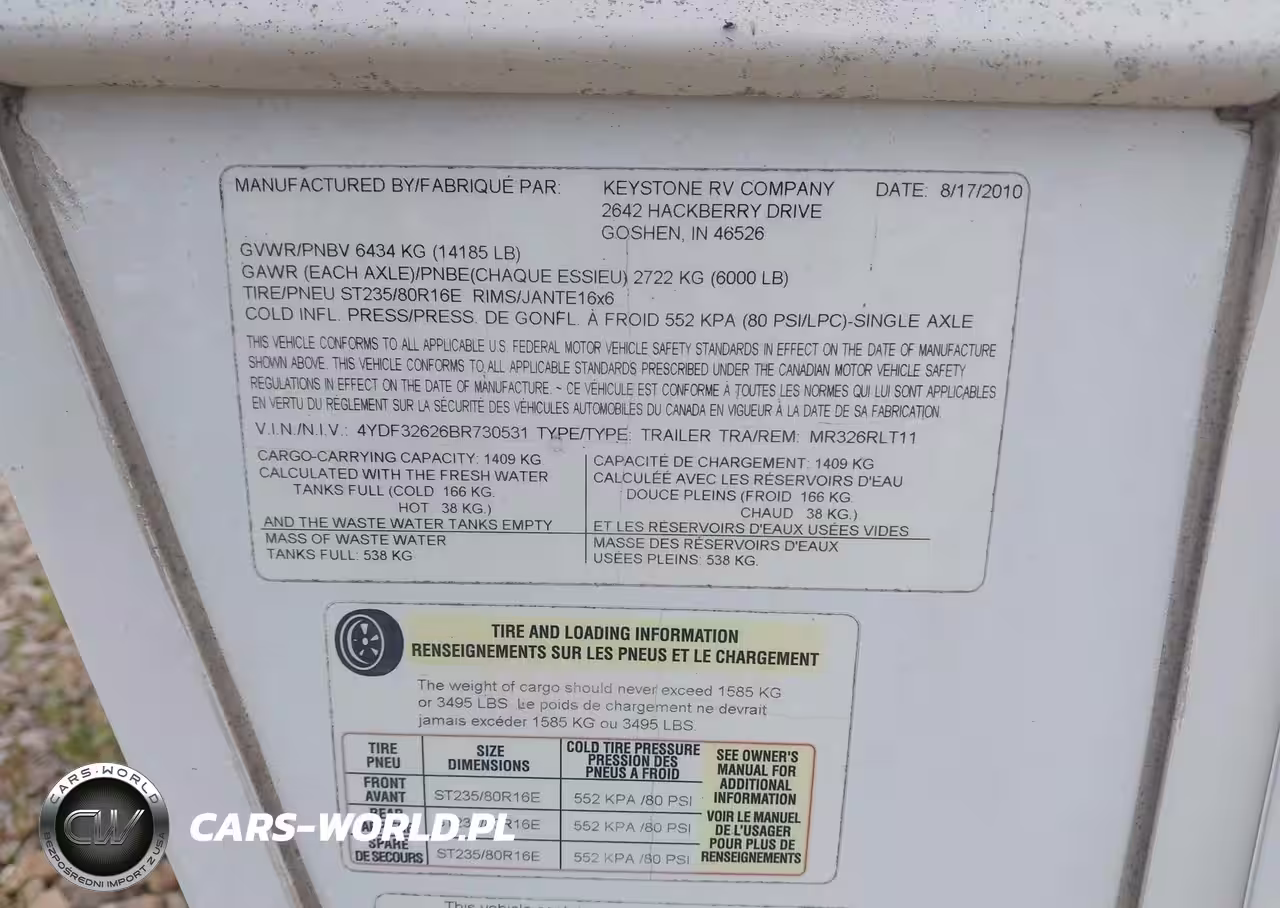 MANUFACTURED BY/FABRIQUÉ PAR: KEYSTONE RV COMPANY DATE: 8/17/2010
2642 HACKBERRY DRIVE
GOSHEN, IN 46526
GVWR/PNBV 6434 KG (14185 LB)
GAWR (EACH AXLE)/PNBE(CHAQUE ESSIEU) 2722 KG (6000 LB)
TIRE/PNEU ST235/80R16E RIMS/JANTE16x6
COLD INFL. PRESS/PRESS. DE GONFL. À FROID 552 KPA (80 PSI/LPC)-SINGLE AXLE
THIS VEHICLE CONFORMS TO ALL APPLICABLE U.S. FEDERAL MOTOR VEHICLE SAFETY STANDARDS IN EFFECT ON THE DATE OF MANUFACTURE
SHOWN ABOVE. THIS VEHICLE CONFORMS TO ALL APPLICABLE STANDARDS PRESCRIBED UNDER THE CANADIAN MOTOR VEHICLE SAFETY
REGULATIONS IN EFFECT ON THE DATE OF MANUFACTURE. ~ CE VÉHICULE EST CONFORME À TOUTES LES NORMES QUI LUI SONT APPLICABLES
EN VERTU DU RÈGLEMENT SUR LA SÉCURITÉ DES VÉHICULES AUTOMOBILES DU CANADA EN VIGUEUR À LA DATE DE SA FABRICATION.
V.I.N./N.I.V.: 4YDF32626BR730531 TYPE/TYPE: TRAILER TRA/REM: MR326RLT11
CARGO-CARRYING CAPACITY: 1409 KG
CALCULATED WITH THE FRESH WATER
TANKS FULL (COLD 166 KG.
HOT 38 KG.)
AND THE WASTE WATER TANKS EMPTY
MASS OF WASTE WATER
TANKS FULL: 538 KG
CAPACITÉ DE CHARGEMENT: 1409 KG
CALCULÉE AVEC LES RÉSERVOIRS D'EAU
DOUCE PLEINS (FROID 166 KG.
CHAUD 38 KG.)
ET LES RÉSERVOIRS D'EAUX USÉES VIDES
MASSE DES RÉSERVOIRS D'EAUX
USÉES PLEINS: 538 KG.
TIRE AND LOADING INFORMATION
RENSEIGNEMENTS SUR LES PNEUS ET LE CHARGEMENT
The weight of cargo should never exceed 1585 KG
or 3495 LBS. Le poids de chargement ne devrait
jamais excéder 1585 KG ou 3495 LBS.
TIRE
PNEU
SIZE
DIMENSIONS
COLD TIRE PRESSURE
PRESSION DES
PNEUS A FROID
FRONT
AVANT
ST235/80R16E
552 KPA /80 PSI
REAR
552 KPA /80 PSI
SPARE
DE SECOURS
ST235/80R16E
552 KPA /80 PSI
SEE OWNER'S
MANUAL FOR
ADDITIONAL
INFORMATION
VOIR LE MANUEL
DE L'USAGER
POUR PLUS DE
RENSEIGNEMENTS
CARS-WORLD
CW
BEZPOŚREDNI IMPORT Z USA
CARS-WORLD.PL